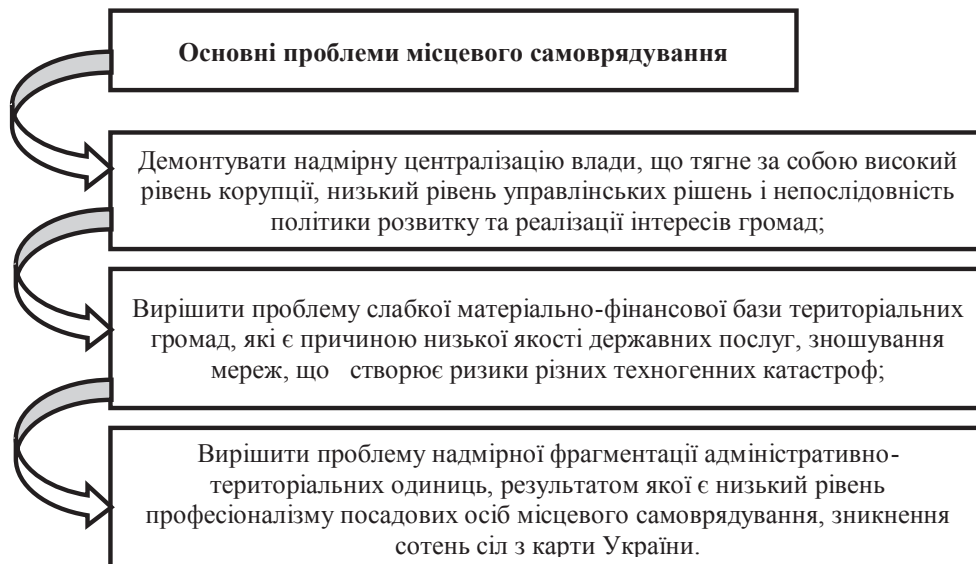 Основні проблеми місцевого самоврядування
Демонтувати надмірну централізацію влади, що тягне за собою високий
рівень корупції, низький рівень управлінських рішень і непослідовність
політики розвитку та реалізації інтересів громад;
Вирішити проблему слабкої матеріально-фінансової бази територіальних
громад, які є причиною низької якості державних послуг, зношування
мереж, що створює ризики різних техногенних катастроф;
Вирішити проблему надмірної фрагментації адміністративно-
територіальних одиниць, результатом якої є низький рівень
професіоналізму посадових осіб місцевого самоврядування, зникнення
сотень сіл з карти України.